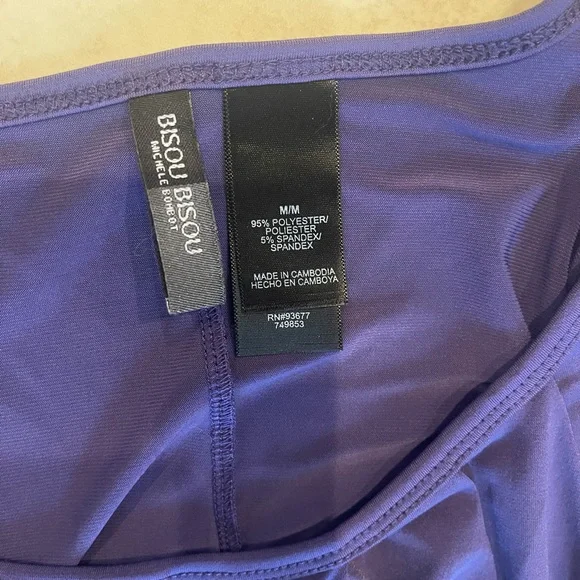 BISOU BISOU
MICHELE BOHBOT
M/M
95% POLYESTER/
POLIESTER
5% SPANDEX/
SPANDEX
MADE IN CAMBODIA
HECHO EN CAMBOYA
RN#93677
749853